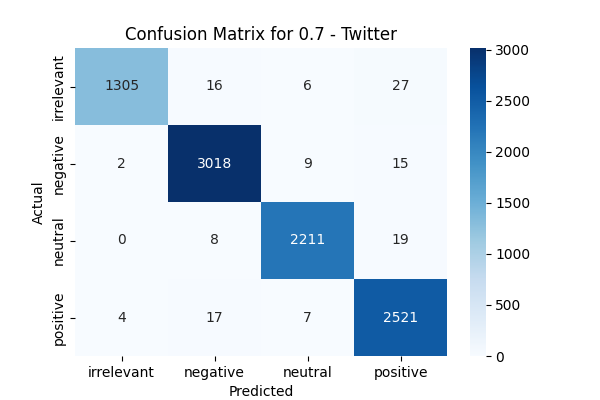 Confusion Matrix for 0.7 - Twitter
Actual
irrelevant
negative
neutral
positive
1305 16 6 27
2 3018 9 15
0 8 2211 19
4 17 7 2521
irrelevant negative neutral positive
Predicted
3000
2500
2000
1500
1000
500
0